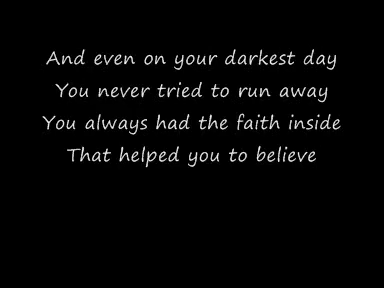 And even on your darkest day
You never tried to run away
You always had the faith inside
That helped you to believe